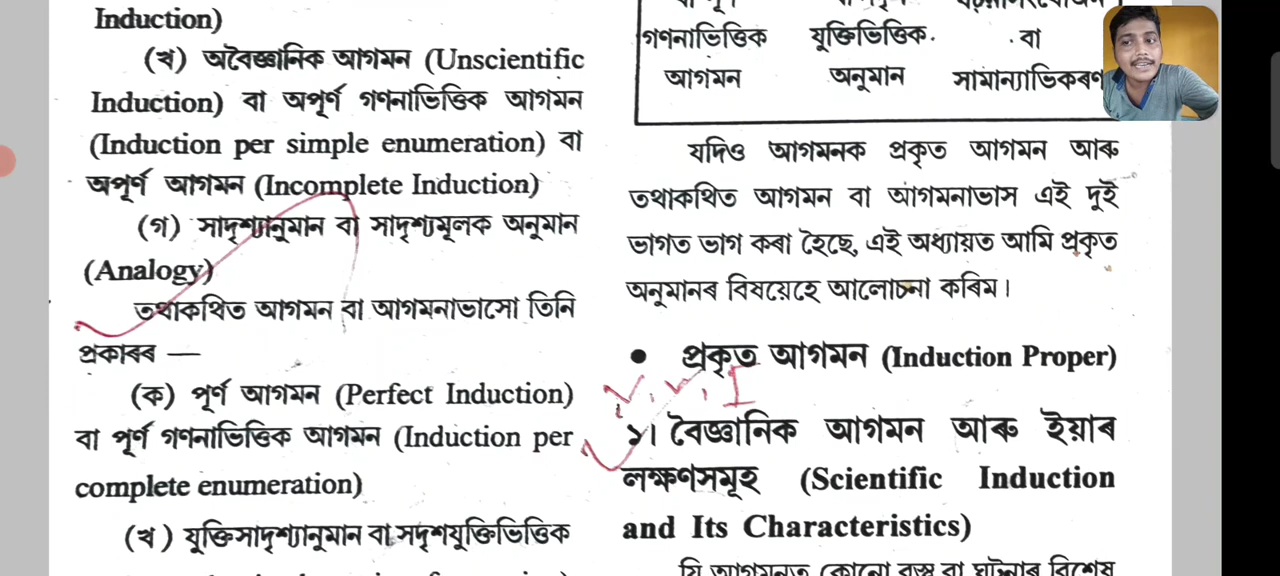 Induction)
(খ) অবৈজ্ঞানিক আগমন (Unscientific
Induction) বা অপূৰ্ণ গণনাভিত্তিক আগমন
(Induction per simple enumeration) বা
অপূৰ্ণ আগমন (Incomplete Induction)
(গ) সাদৃশ্যানুমান বা সাদৃশ্যমূলক অনুমান
(Analogy)
তথাকথিত আগমন বা আগমনাভাসো তিনি
প্ৰকাৰৰ —
(ক) পূৰ্ণ আগমন (Perfect Induction)
বা পূৰ্ণ গণনাভিত্তিক আগমন (Induction per
complete enumeration)
(খ) যুক্তিসাদৃশ্যানুমান বা সদৃশযুক্তিভিত্তিক
গণনাভিত্তিক যুক্তিভিত্তিক. বা
আগমন অনুমান সামান্যাভিকৰণ
যদিও আগমনক প্ৰকৃত আগমন আৰু
তথাকথিত আগমন বা আগমনাভাস এই দুই
ভাগত ভাগ কৰা হৈছে, এই অধ্যায়ত আমি প্ৰকৃত
অনুমানৰ বিষয়েহে আলোচনা কৰিম।
• প্ৰকৃত আগমন (Induction Proper)
V.V.I
১। বৈজ্ঞানিক আগমন আৰু ইয়াৰ
লক্ষণসমূহ (Scientific Induction
and Its Characteristics)
যি আগমনত কোনো বস্তু বা ঘটনাৰ বিশেষ